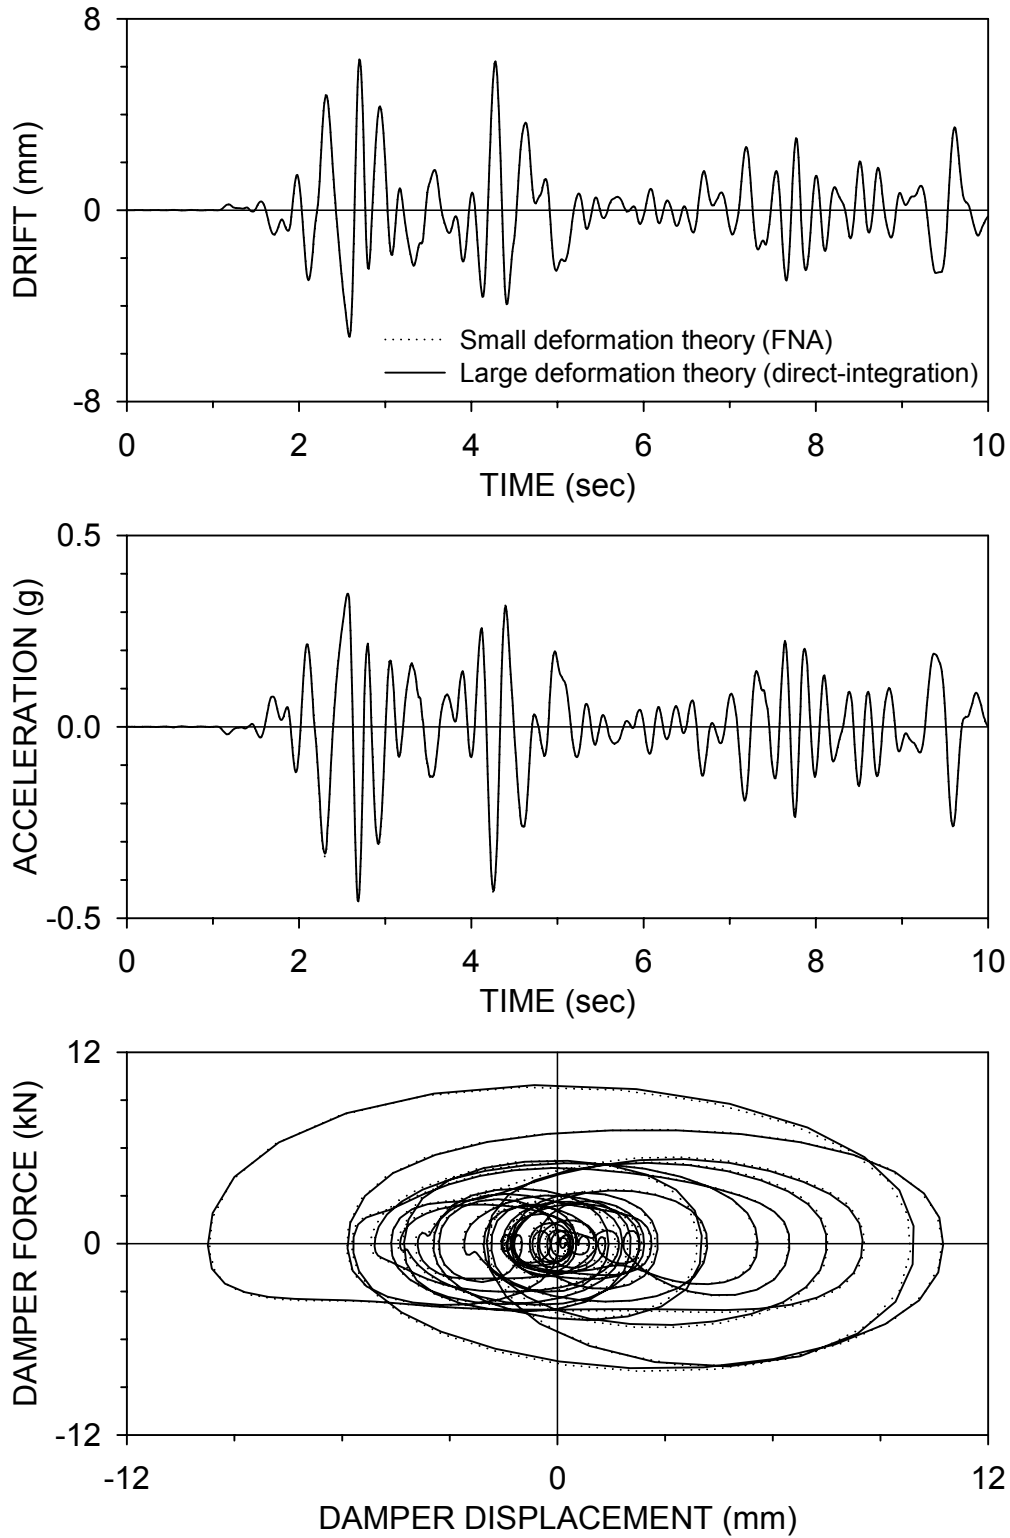 8
DRIFT (mm)
0
Small deformation theory (FNA)
Large deformation theory (direct-integration)
-8
0 2 4 6 8 10
TIME (sec)
0.5
ACCELERATION (g)
0.0
-0.5
0 2 4 6 8 10
TIME (sec)
12
DAMPER FORCE (kN)
0
-12
-12 0 12
DAMPER DISPLACEMENT (mm)